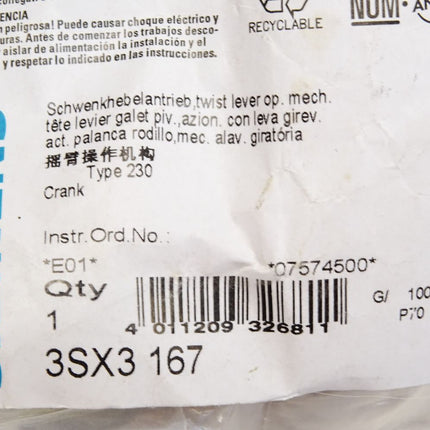 ENCIA
peligrosa! Puede causar choque eléctrico y
uras. Antes de comenzar los trabajos desco-
aislar de alimentación la instalación y el
y respetar lo indicado en las instrucciones.
RECYCLABLE
NOM
Schwenkhebelantrieb,twist lever op. mech.
tête levier galet piv.,azion. con leva girev.
act. palanca rodillo,mec. alav. giratória
摇臂操作机构
Type 230
Crank
Instr.Ord.No.:
*E01* *07574500*
Qty
1
4 011209 326811
G/ 100
P70
3SX3 167